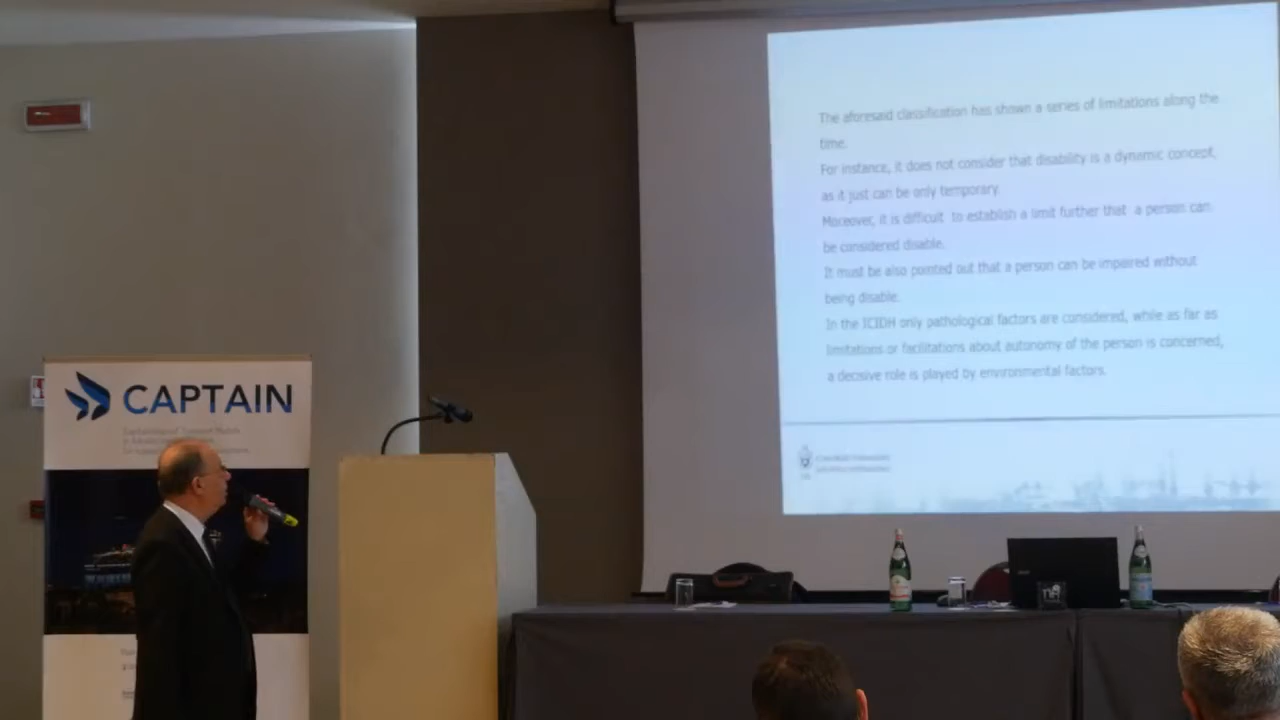 The aforesaid classification has shown a series of limitations along the
time.
For instance, it does not consider that disability is a dynamic concept,
as it just can be only temporary.
Moreover, it is difficult to establish a limit further that a person can
be considered disable.
It must be also pointed out that a person can be impaired without
being disable.
In the ICIDH only pathological factors are considered, while as far as
limitations or facilitations about autonomy of the person is concerned,
a decisive role is played by environmental factors.
CAPTAIN